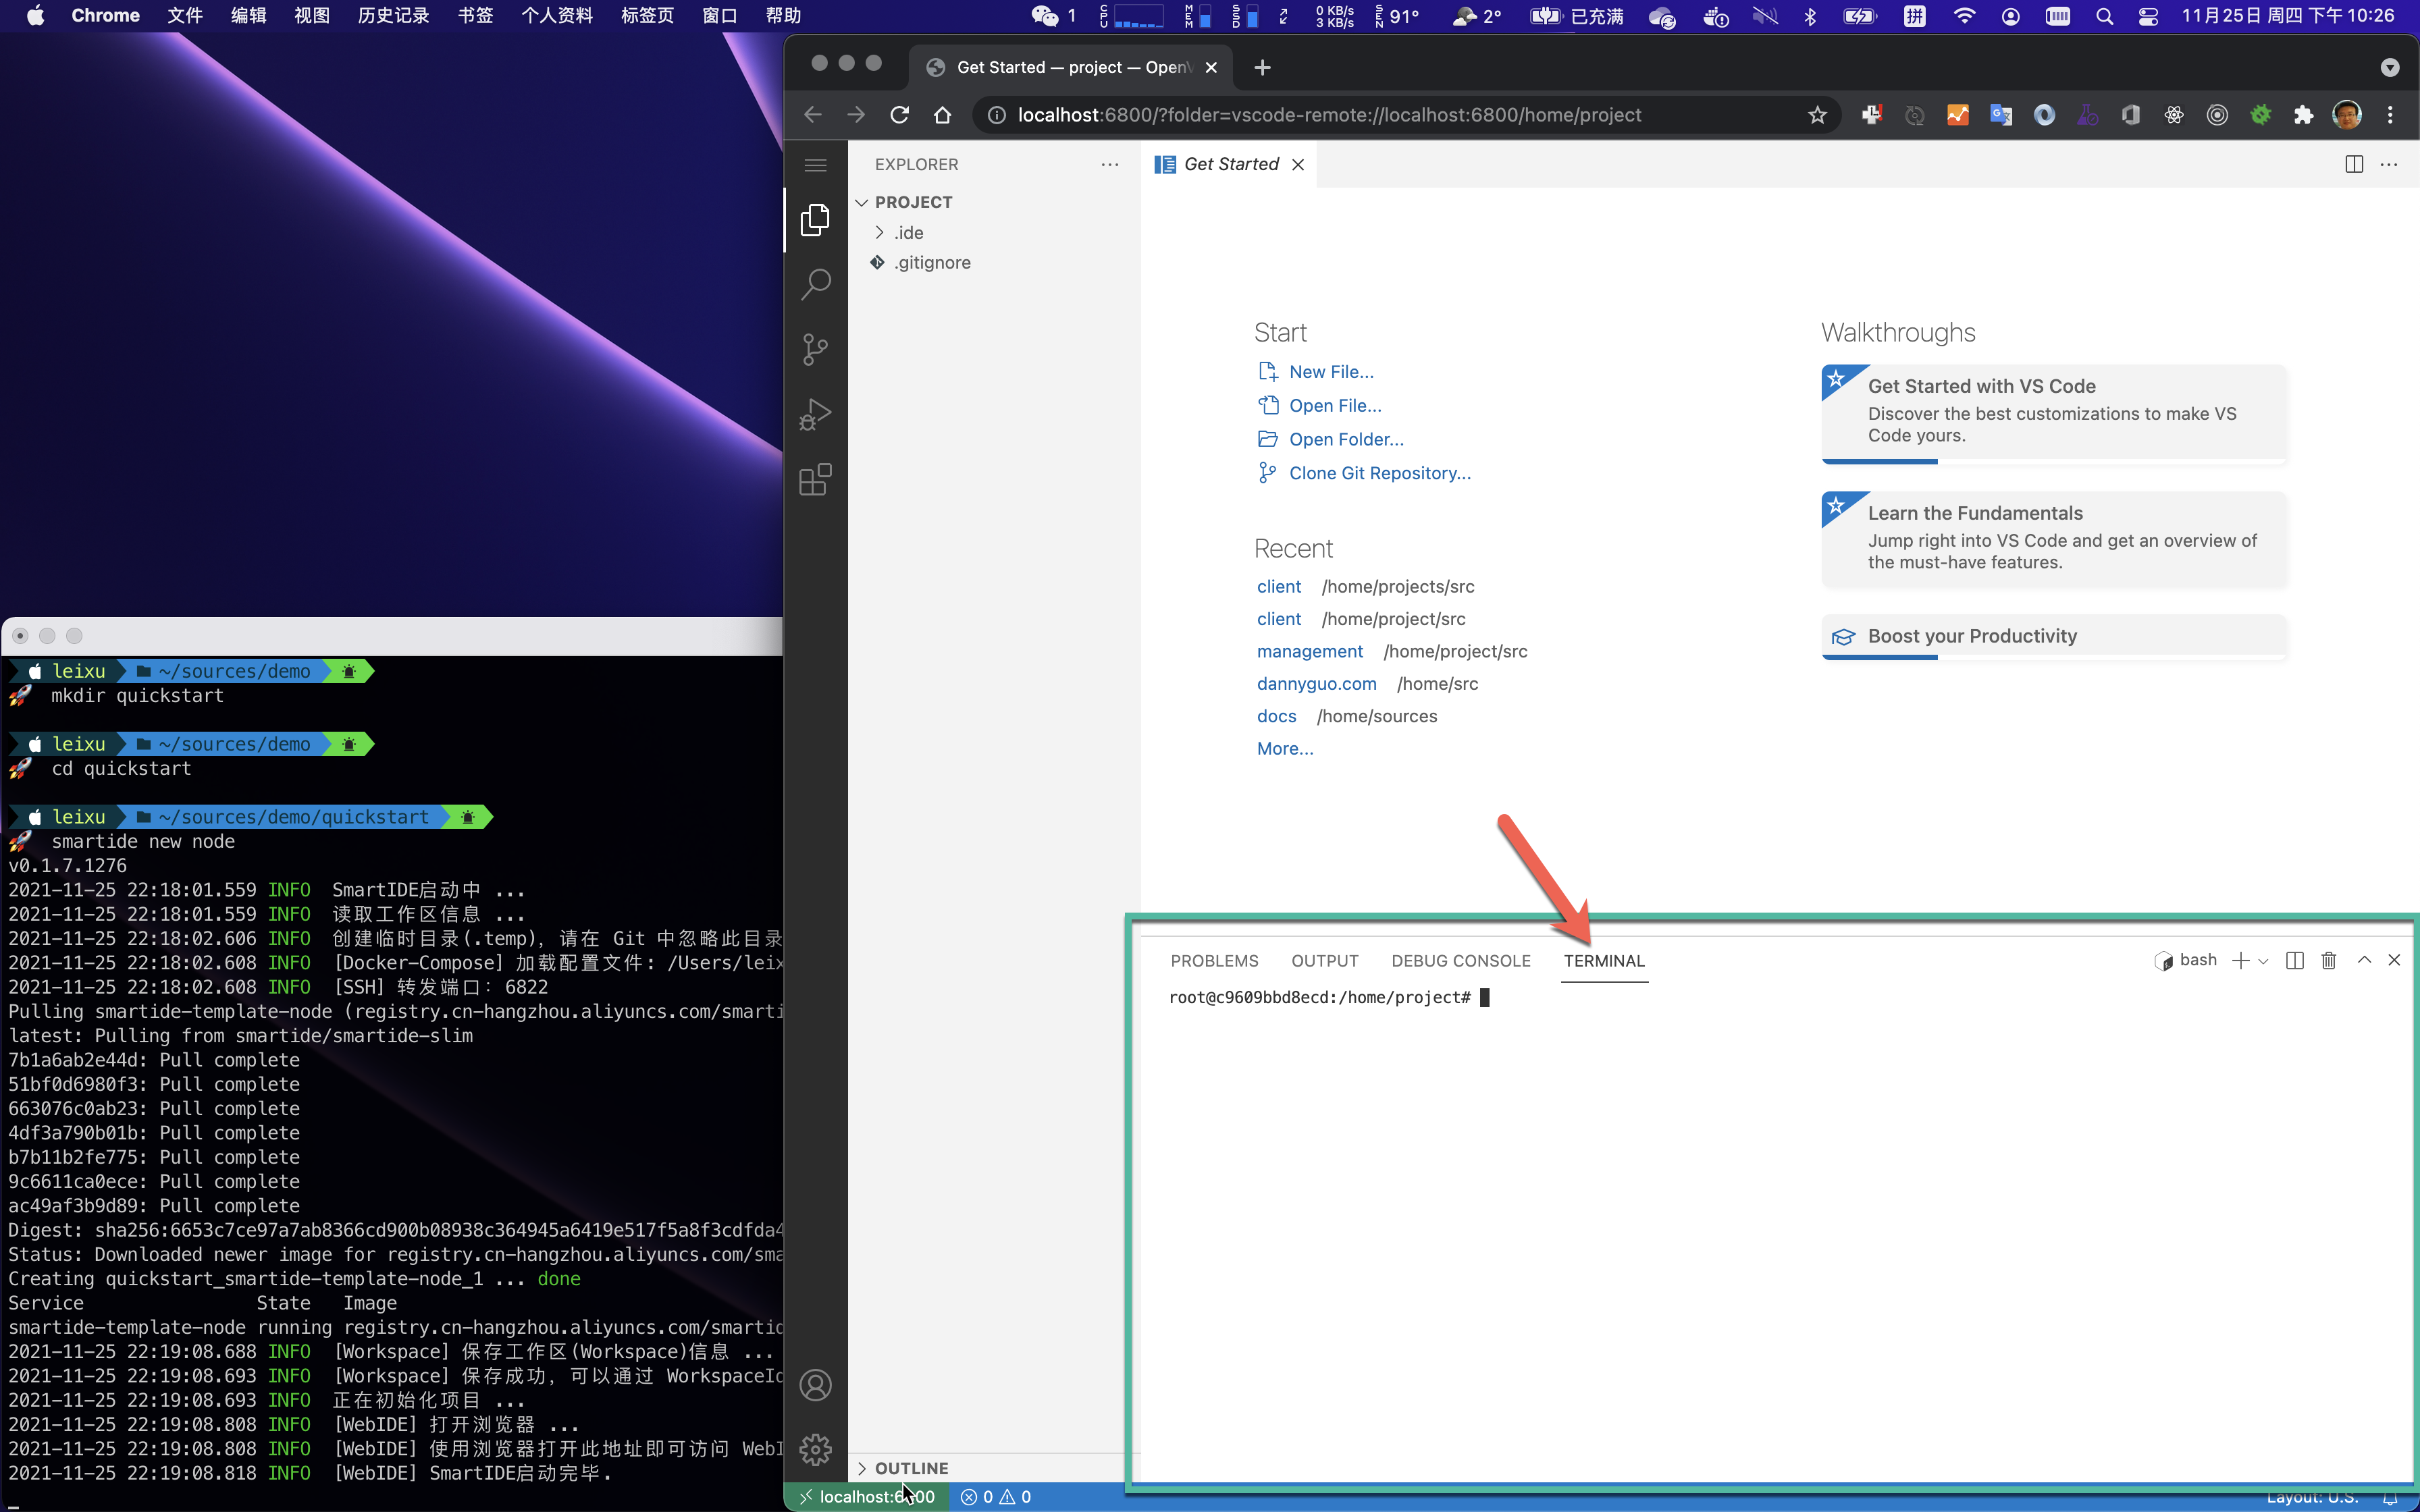 Chrome 文件 编辑 视图 历史记录 书签 个人资料 标签页 窗口 帮助
1 CPU MEM SSD 0 KB/s 3 KB/s SEN 91° 2° 已充满 拼 11月25日 周四 下午 10:26
Get Started — project — Open
localhost:6800/?folder=vscode-remote://localhost:6800/home/project
EXPLORER
PROJECT
.ide
.gitignore
OUTLINE
Get Started
Start
New File...
Open File...
Open Folder...
Clone Git Repository...
Recent
client /home/projects/src
client /home/project/src
management /home/project/src
dannyguo.com /home/src
docs /home/sources
More...
Walkthroughs
Get Started with VS Code
Discover the best customizations to make VS
Code yours.
Learn the Fundamentals
Jump right into VS Code and get an overview of
the must-have features.
Boost your Productivity
PROBLEMS OUTPUT DEBUG CONSOLE TERMINAL bash
root@c9609bbd8ecd:/home/project#
localhost:6 00 0 0 Layout: U.S.
leixu ~/sources/demo
mkdir quickstart
leixu ~/sources/demo
cd quickstart
leixu ~/sources/demo/quickstart
smartide new node
v0.1.7.1276
2021-11-25 22:18:01.559 INFO SmartIDE启动中 ...
2021-11-25 22:18:01.559 INFO 读取工作区信息 ...
2021-11-25 22:18:02.606 INFO 创建临时目录(.temp), 请在 Git 中忽略此目录
2021-11-25 22:18:02.608 INFO [Docker-Compose] 加载配置文件: /Users/leix
2021-11-25 22:18:02.608 INFO [SSH] 转发端口: 6822
Pulling smartide-template-node (registry.cn-hangzhou.aliyuncs.com/smarti
latest: Pulling from smartide/smartide-slim
7b1a6ab2e44d: Pull complete
51bf0d6980f3: Pull complete
663076c0ab23: Pull complete
4df3a790b01b: Pull complete
b7b11b2fe775: Pull complete
9c6611ca0ece: Pull complete
ac49af3b9d89: Pull complete
Digest: sha256:6653c7ce97a7ab8366cd900b08938c364945a6419e517f5a8f3cdfda4
Status: Downloaded newer image for registry.cn-hangzhou.aliyuncs.com/sma
Creating quickstart_smartide-template-node_1 ... done
Service State Image
smartide-template-node running registry.cn-hangzhou.aliyuncs.com/smartid
2021-11-25 22:19:08.688 INFO [Workspace] 保存工作区(Workspace)信息 ...
2021-11-25 22:19:08.693 INFO [Workspace] 保存成功, 可以通过 WorkspaceId
2021-11-25 22:19:08.693 INFO 正在初始化项目 ...
2021-11-25 22:19:08.808 INFO [WebIDE] 打开浏览器 ...
2021-11-25 22:19:08.808 INFO [WebIDE] 使用浏览器打开此地址即可访问 WebI
2021-11-25 22:19:08.818 INFO [WebIDE] SmartIDE启动完毕.